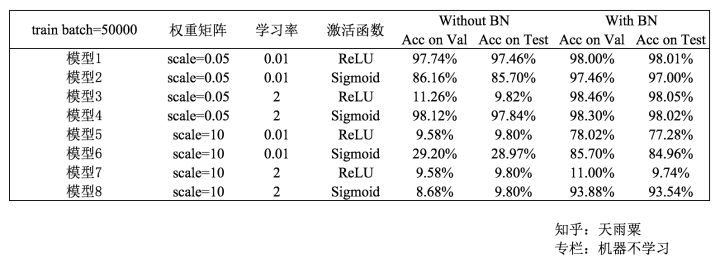 train batch=50000 权重矩阵 学习率 激活函数 Without BN With BN
Acc on Val Acc on Test Acc on Val Acc on Test
模型1 scale=0.05 0.01 ReLU 97.74% 97.46% 98.00% 98.01%
模型2 scale=0.05 0.01 Sigmoid 86.16% 85.70% 97.46% 97.00%
模型3 scale=0.05 2 ReLU 11.26% 9.82% 98.46% 98.05%
模型4 scale=0.05 2 Sigmoid 98.12% 97.84% 98.30% 98.02%
模型5 scale=10 0.01 ReLU 9.58% 9.80% 78.02% 77.28%
模型6 scale=10 0.01 Sigmoid 29.20% 28.97% 85.70% 84.96%
模型7 scale=10 2 ReLU 9.58% 9.80% 11.00% 9.74%
模型8 scale=10 2 Sigmoid 8.68% 9.80% 93.88% 93.54%
知乎：天雨粟
专栏：机器不学习